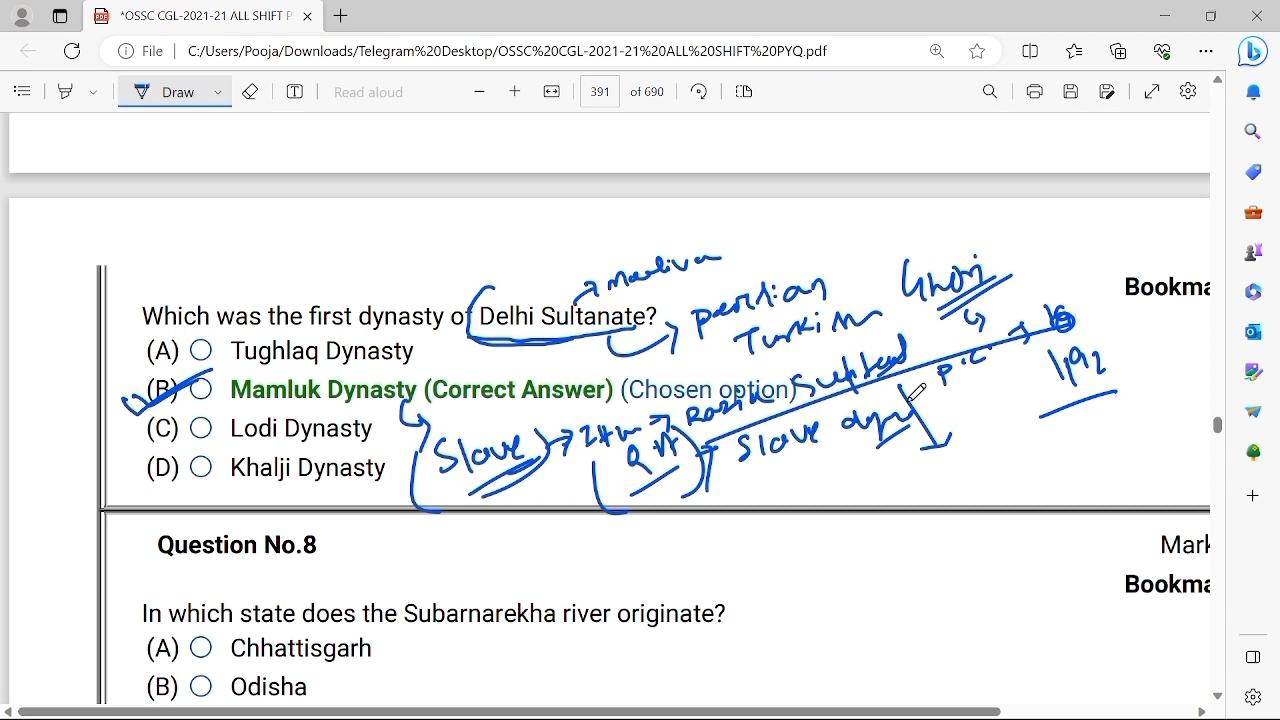 *OSSC CGL-2021-21 ALL SHIFT P
File | C:/Users/Pooja/Downloads/Telegram%20Desktop/OSSC%20CGL-2021-21%20ALL%20SHIFT%20PYQ.pdf
Draw
Read aloud
391 of 690
Bookma
Which was the first dynasty of Delhi Sultanate?
(A) Tughlaq Dynasty
(B) Mamluk Dynasty (Correct Answer) (Chosen option)
(C) Lodi Dynasty
(D) Khalji Dynasty
Ghori
1192
Slave
Slave
Question No.8
Mark
Bookma
In which state does the Subarnarekha river originate?
(A) Chhattisgarh
(B) Odisha